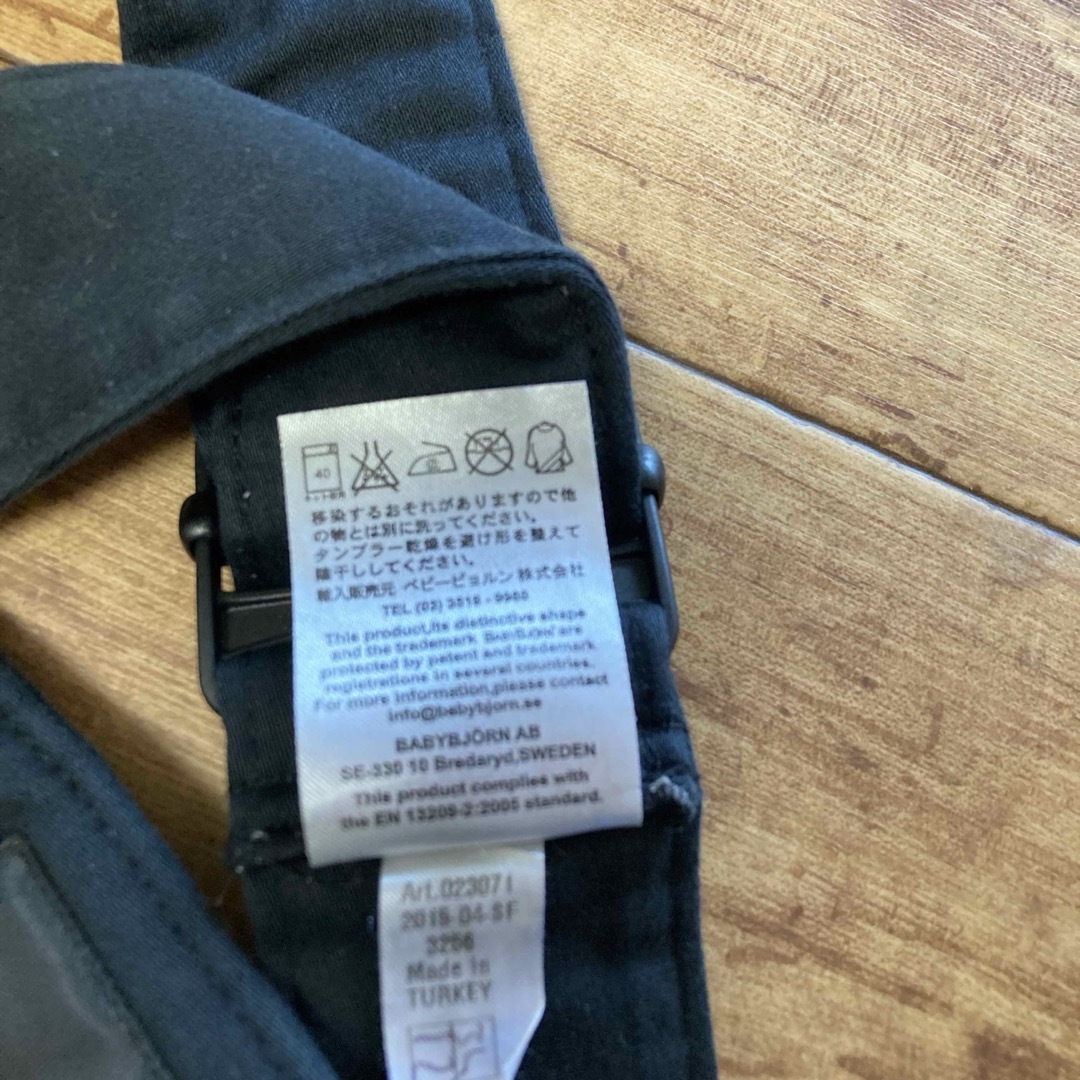 40
ネット使用
移染するおそれがありますので他
の物とは別に洗ってください。
タンブラー乾燥を避け形を整えて
陰干ししてください。
輸入販売元 ベビービョルン株式会社
TEL (03) 3518 - 9980
This product,its distinctive shape
and the trademark BabyBjörn are
protected by patent and trademark
registrations in several countries.
For more information,please contact
info@babybjorn.se
BABYBJÖRN AB
SE-330 10 Bredaryd,SWEDEN
This product complies with
the EN 13209-2:2005 standard.
Art.023071
2015-04-SF
3256
Made in
TURKEY